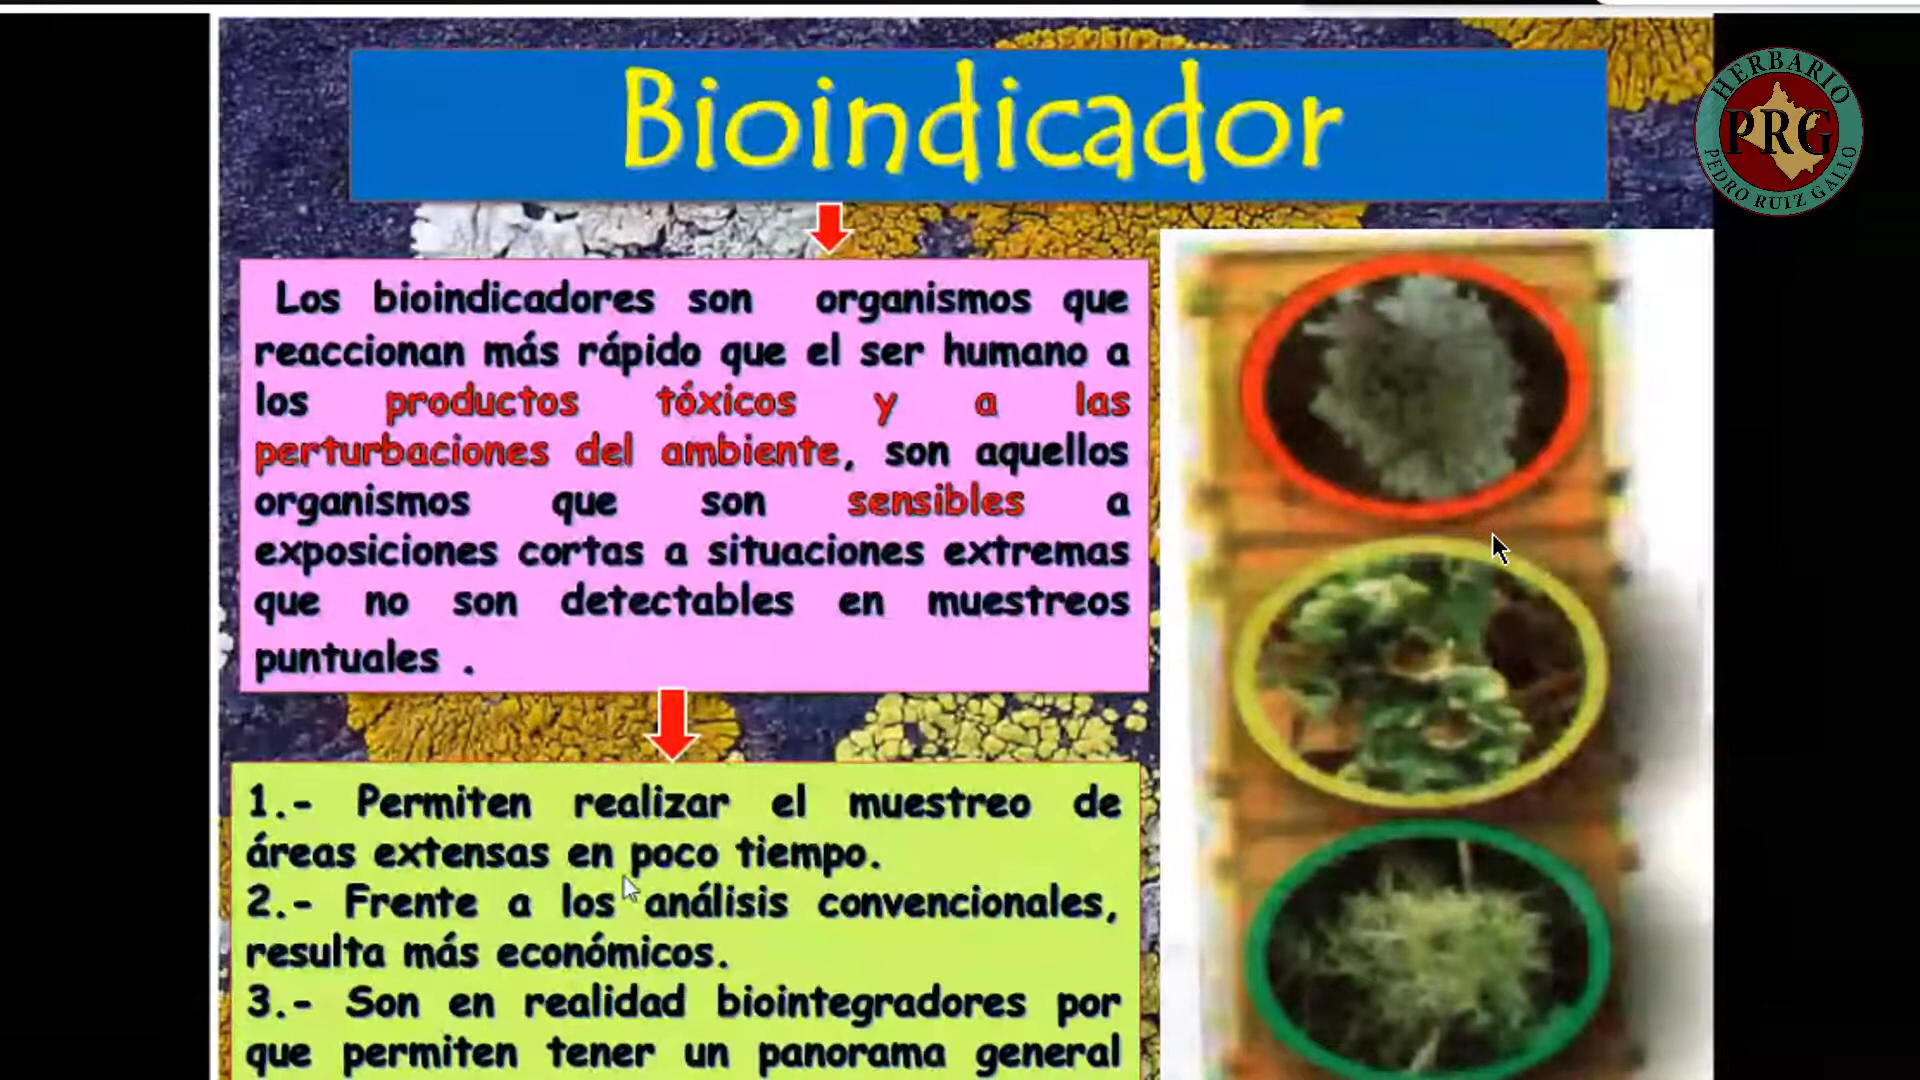 Bioindicador
HERBARIO
PRG
PEDRO RUIZ GALLO
Los bioindicadores son organismos que
reaccionan más rápido que el ser humano a
los productos tóxicos y a las
perturbaciones del ambiente, son aquellos
organismos que son sensibles a
exposiciones cortas a situaciones extremas
que no son detectables en muestreos
puntuales .
1.- Permiten realizar el muestreo de
áreas extensas en poco tiempo.
2.- Frente a los análisis convencionales,
resulta más económicos.
3.- Son en realidad biointegradores por
que permiten tener un panorama general